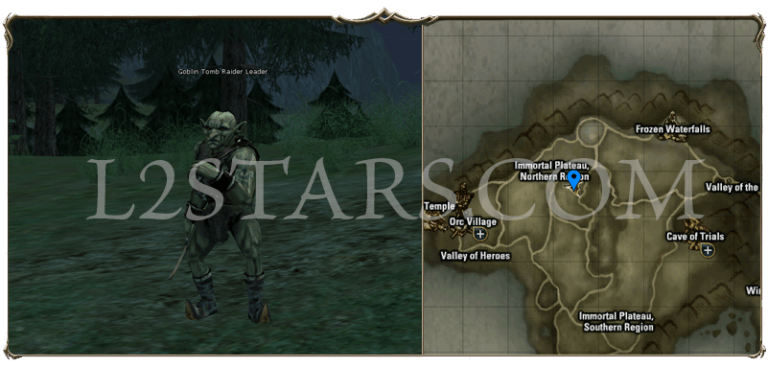 Goblin Tomb Raider Leader
L2STARS.COM
Frozen Waterfalls
Immortal Plateau,
Northern Region
Valley of the
Temple
Orc Village
Cave of Trials
Valley of Heroes
Immortal Plateau,
Southern Region